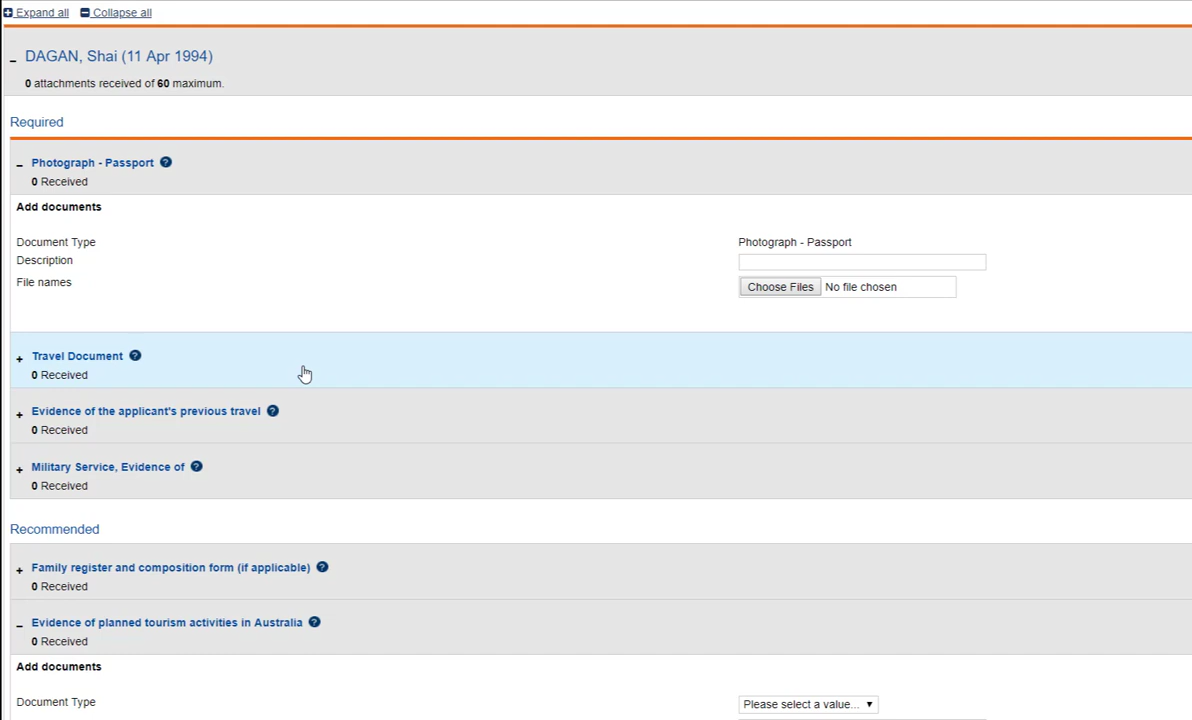 Expand all Collapse all
DAGAN, Shai (11 Apr 1994)
0 attachments received of 60 maximum.
Required
Photograph - Passport ?
0 Received
Add documents
Document Type Photograph - Passport
Description
File names Choose Files No file chosen
Travel Document ?
0 Received
Evidence of the applicant's previous travel ?
0 Received
Military Service, Evidence of ?
0 Received
Recommended
Family register and composition form (if applicable) ?
0 Received
Evidence of planned tourism activities in Australia ?
0 Received
Add documents
Document Type Please select a value...